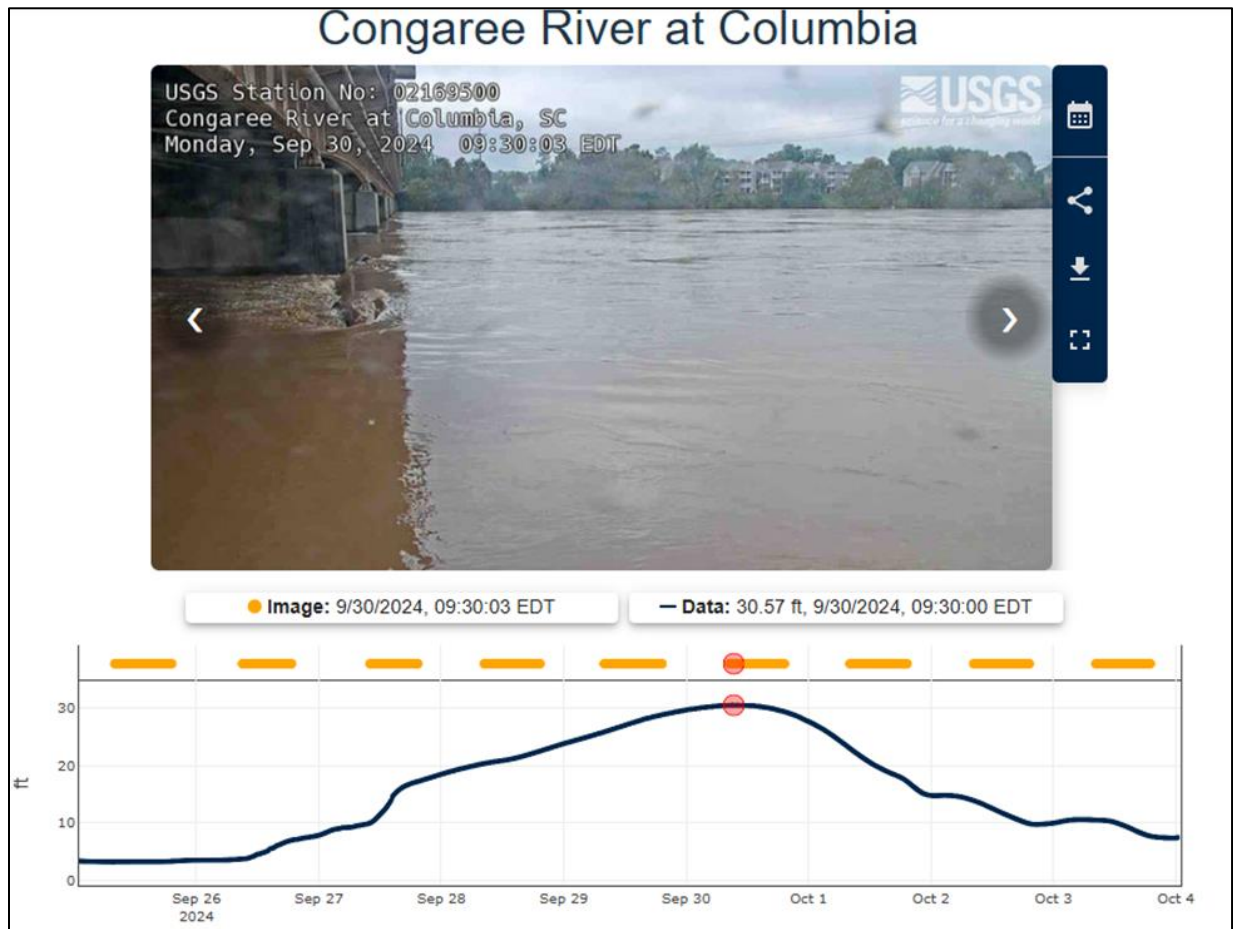 Congaree River at Columbia
USGS Station No: 02169500
Congaree River at Columbia, SC
Monday, Sep 30, 2024 09:30:03 EDT
USGS
science for a changing world
Image: 9/30/2024, 09:30:03 EDT
Data: 30.57 ft, 9/30/2024, 09:30:00 EDT
30
20
10
0
ft
Sep 26 Sep 27 Sep 28 Sep 29 Sep 30 Oct 1 Oct 2 Oct 3 Oct 4
2024